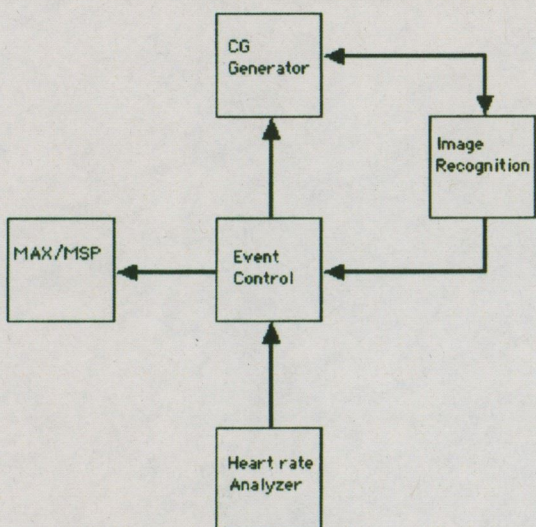 CG
Generator
Image
Recognition
MAX/MSP
Event
Control
Heart rate
Analyzer